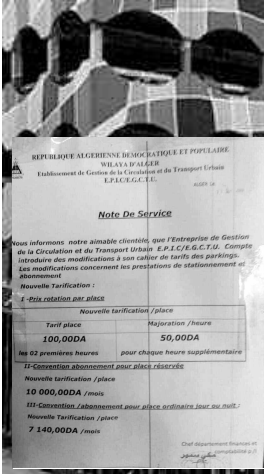 REPUBLIQUE ALGERIENNE DEMOCRATIQUE ET POPULAIRE
WILAYA D'ALGER
Etablissement de Gestion de la Circulation et du Transport Urbain
E.P.I.C/E.G.C.T.U.
ALGER LE
Note De Service
Nous informons notre aimable clientèle, que l'Entreprise de Gestion
de la Circulation et du Transport Urbain E.P.I.C/E.G.C.T.U. Compte
introduire des modifications à son cahier de tarifs des parkings.
Les modifications concernent les prestations de stationnement et
Abonnement
Nouvelle Tarification :
I -Prix rotation par place
Nouvelle tarification /place
Tarif place Majoration /heure
100,00DA 50,00DA
les 02 premières heures pour chaque heure supplémentaire
II-Convention abonnement pour place réservée
Nouvelle tarification /place
10 000,00DA /mois
III-Convention /abonnement pour place ordinaire jour ou nuit :
Nouvelle Tarification /place
7 140,00DA /mois
Chef département finances et
comptabilité p.i